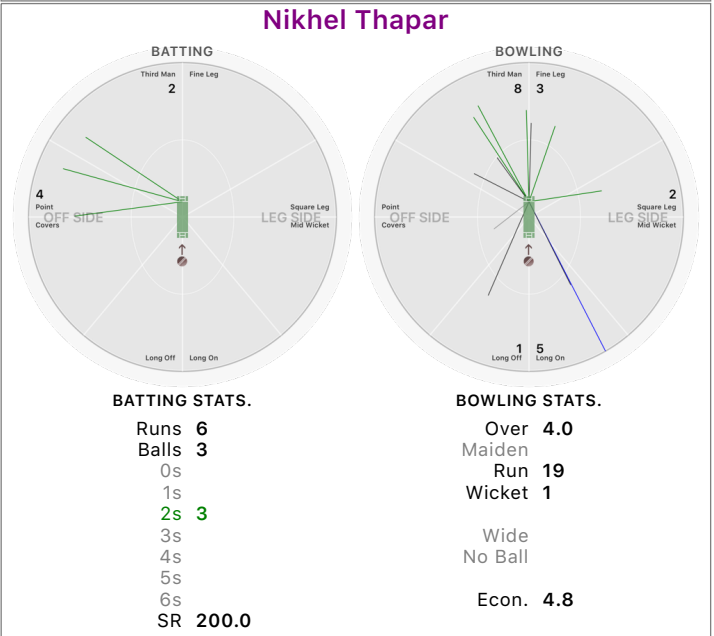 Nikhel Thapar
BATTING
Third Man Fine Leg
2
4
Point
OFF SIDE
Covers
Square Leg
LEG SIDE
Mid Wicket
Long Off Long On
BATTING STATS.
Runs 6
Balls 3
0s
1s
2s 3
3s
4s
5s
6s
SR 200.0
BOWLING
Third Man Fine Leg
8 3
Point
OFF SIDE
Covers
2
Square Leg
LEG SIDE
Mid Wicket
1 5
Long Off Long On
BOWLING STATS.
Over 4.0
Maiden
Run 19
Wicket 1
Wide
No Ball
Econ. 4.8